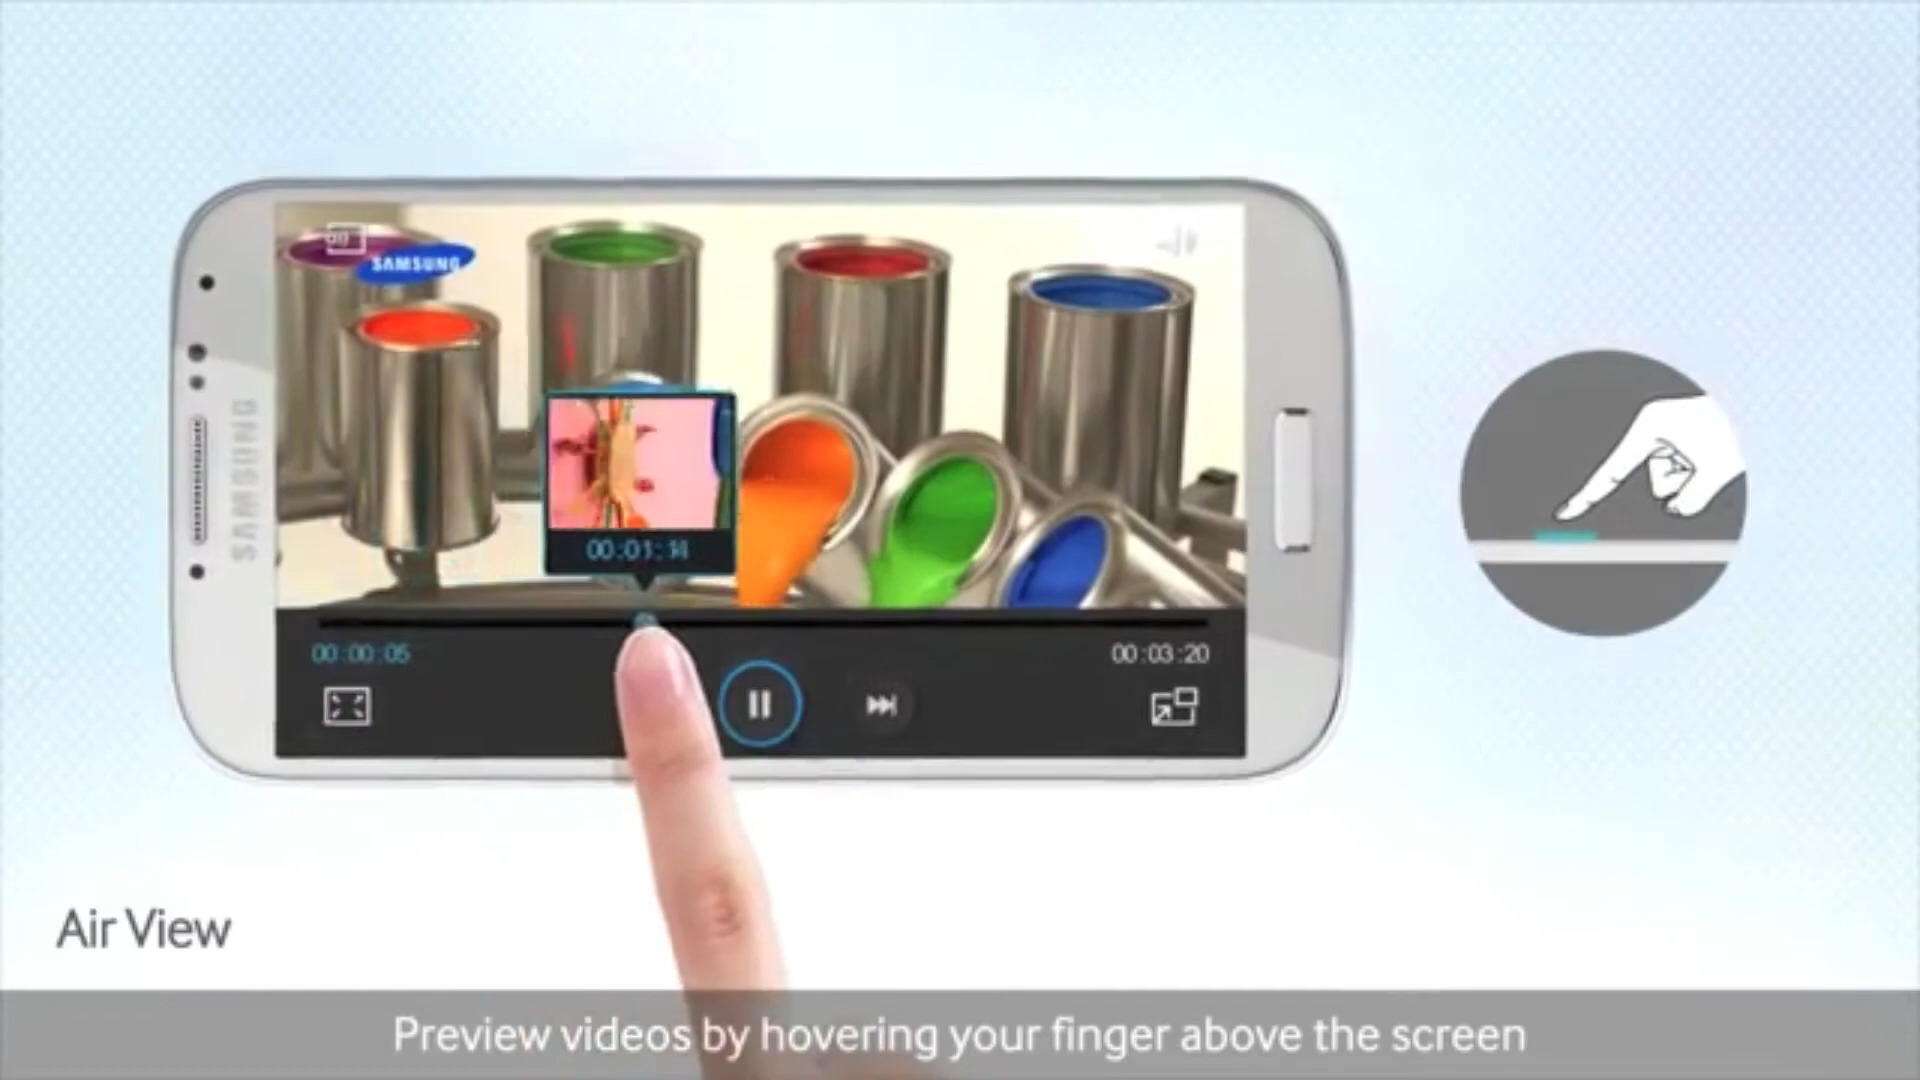 SAMSUNG
SAMSUNG
00:01:14
00:00:05
00:03:20
Air View
Preview videos by hovering your finger above the screen